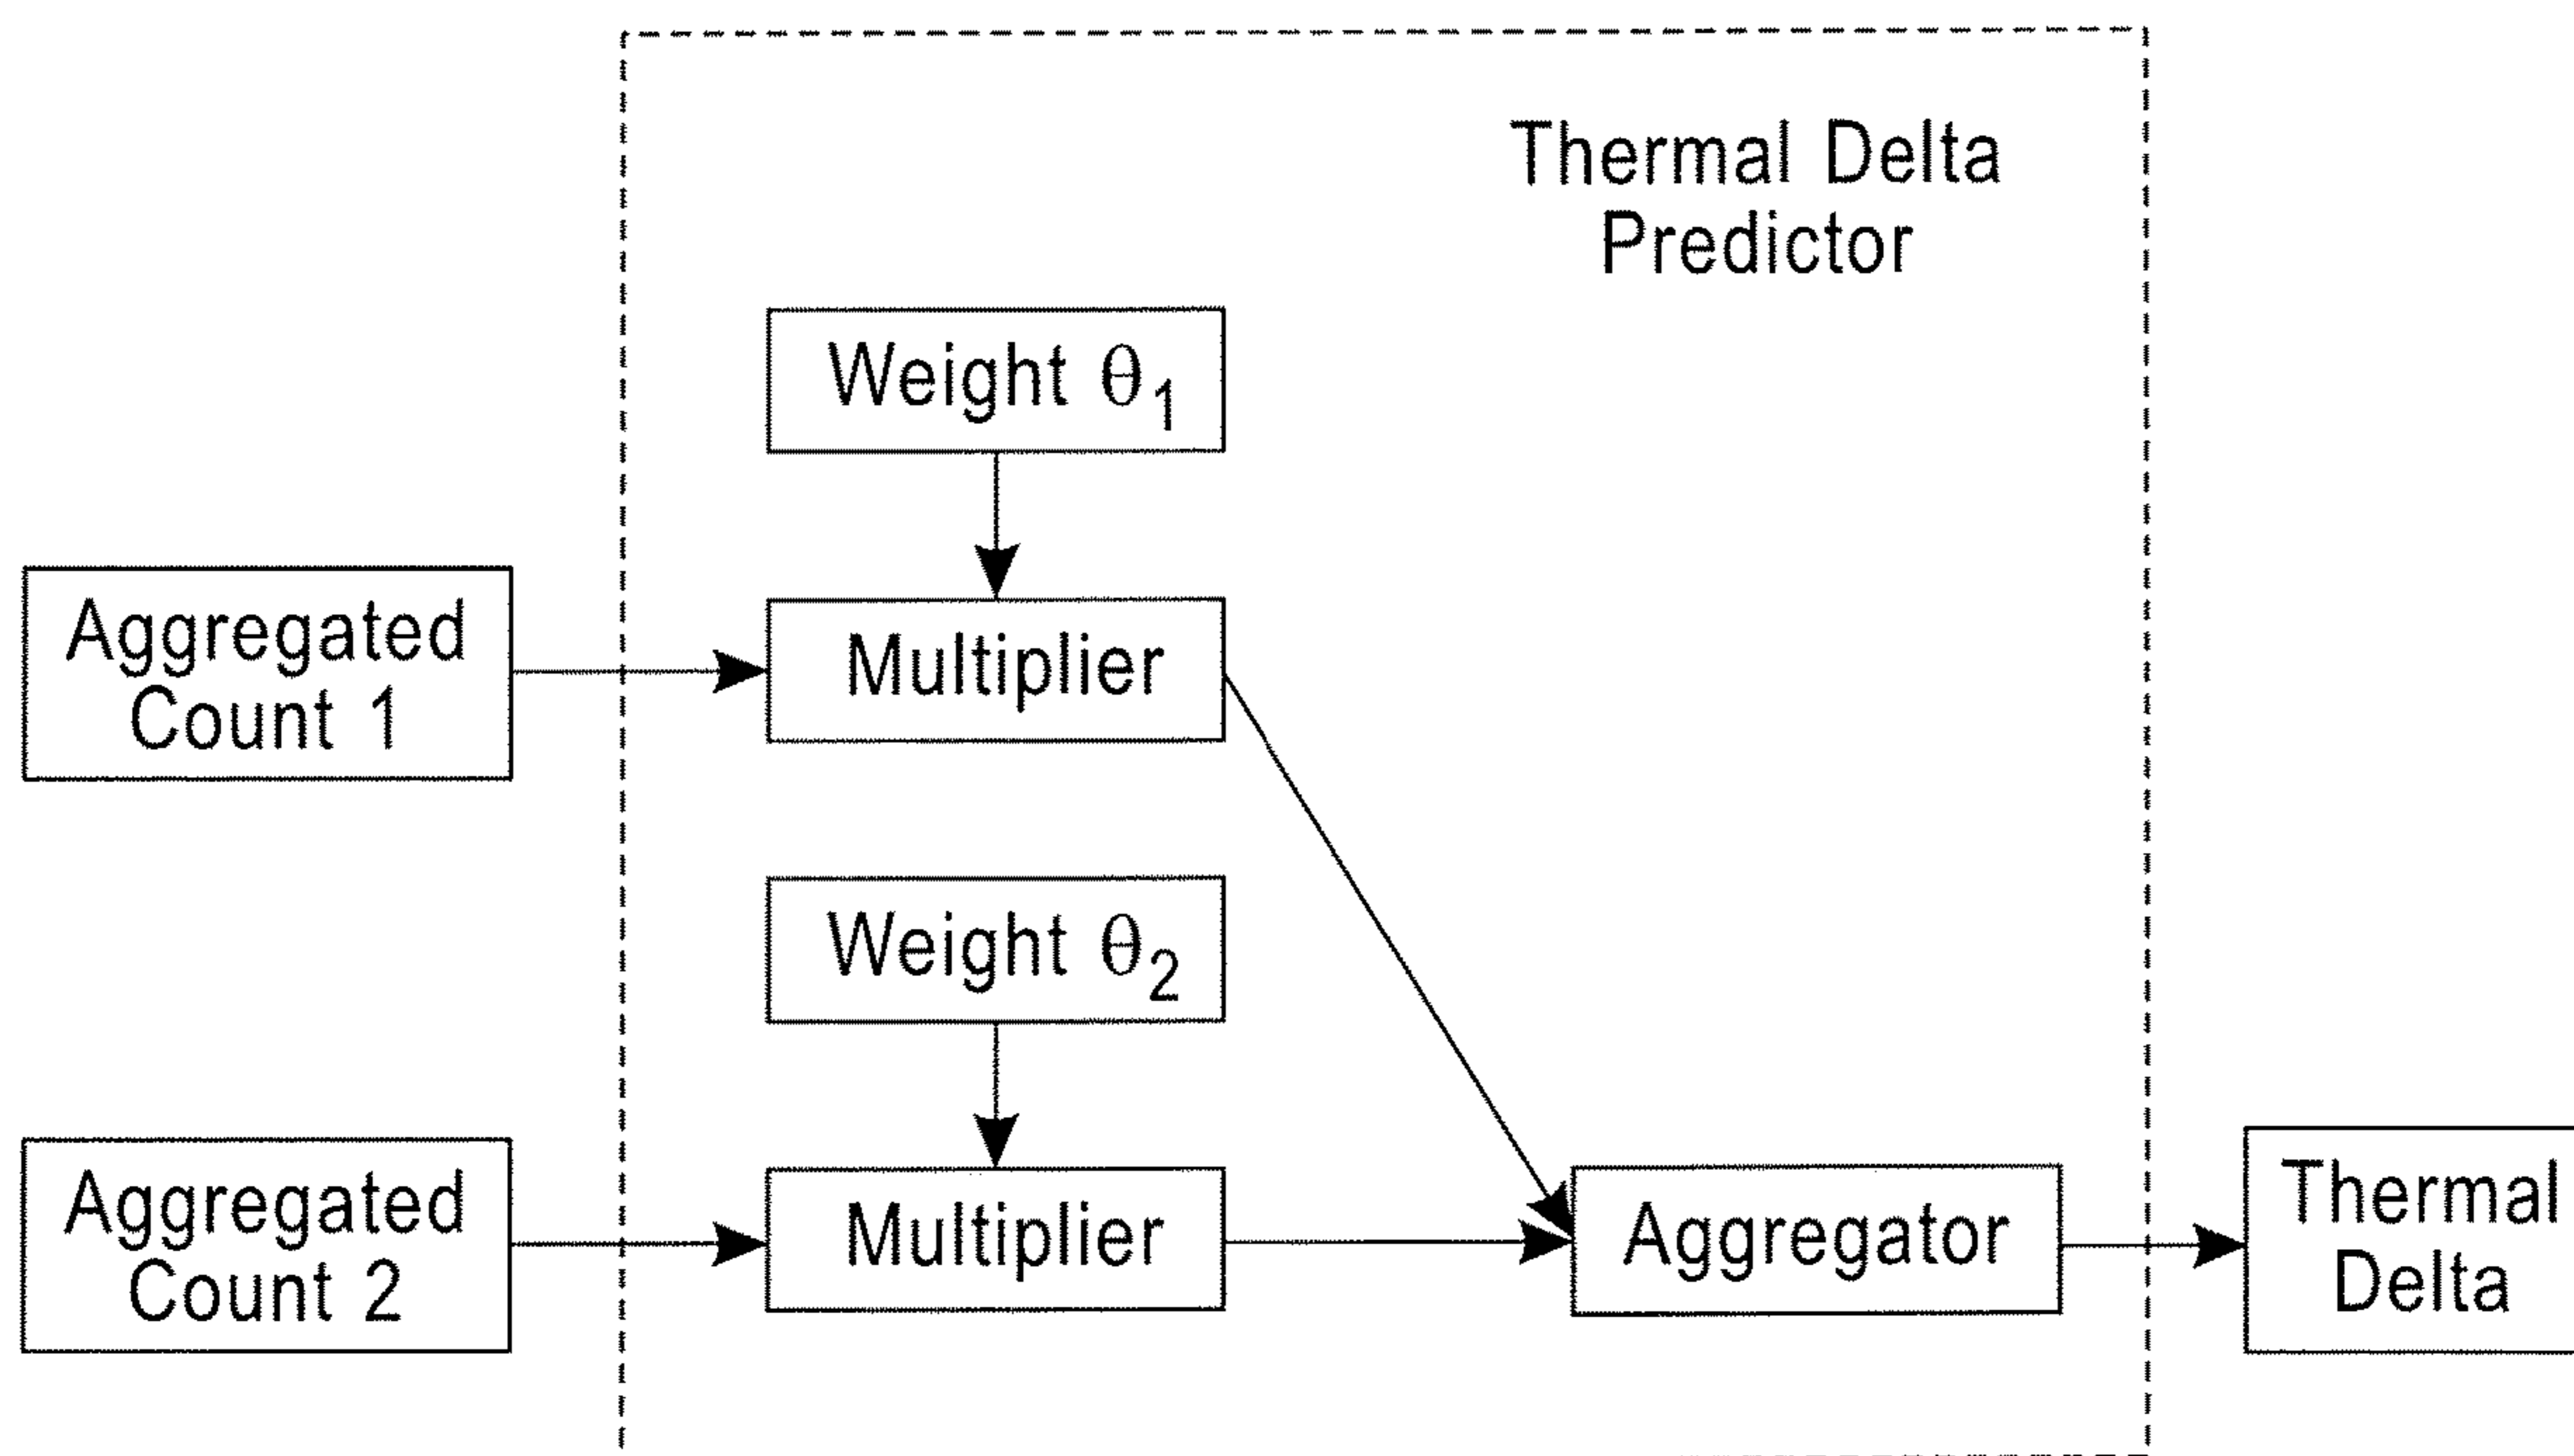 Thermal Delta
Predictor
Weight θ1
Aggregated
Count 1
Multiplier
Weight θ2
Aggregated
Count 2
Multiplier
Aggregator
Thermal
Delta